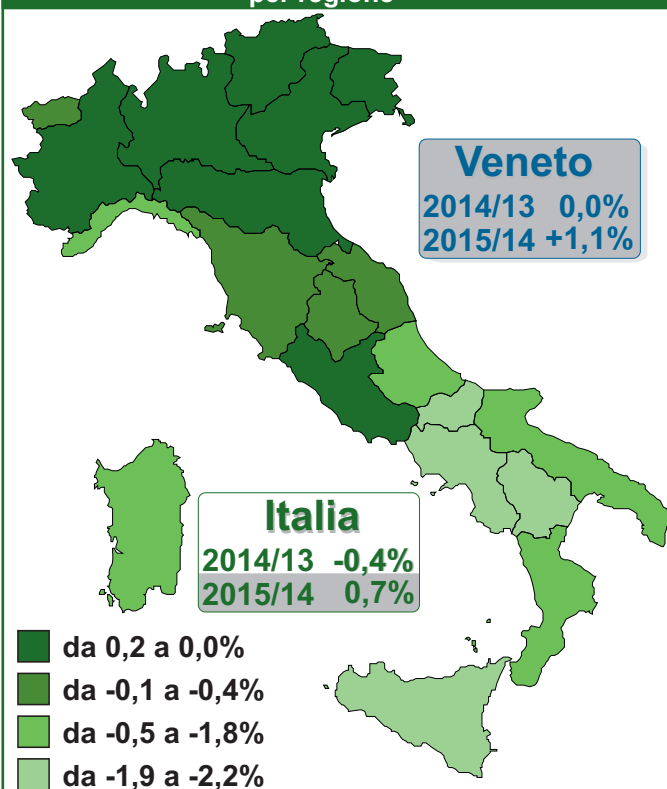 per regione
Veneto
2014/13 0,0%
2015/14 +1,1%
Italia
2014/13 -0,4%
2015/14 0,7%
da 0,2 a 0,0%
da -0,1 a -0,4%
da -0,5 a -1,8%
da -1,9 a -2,2%